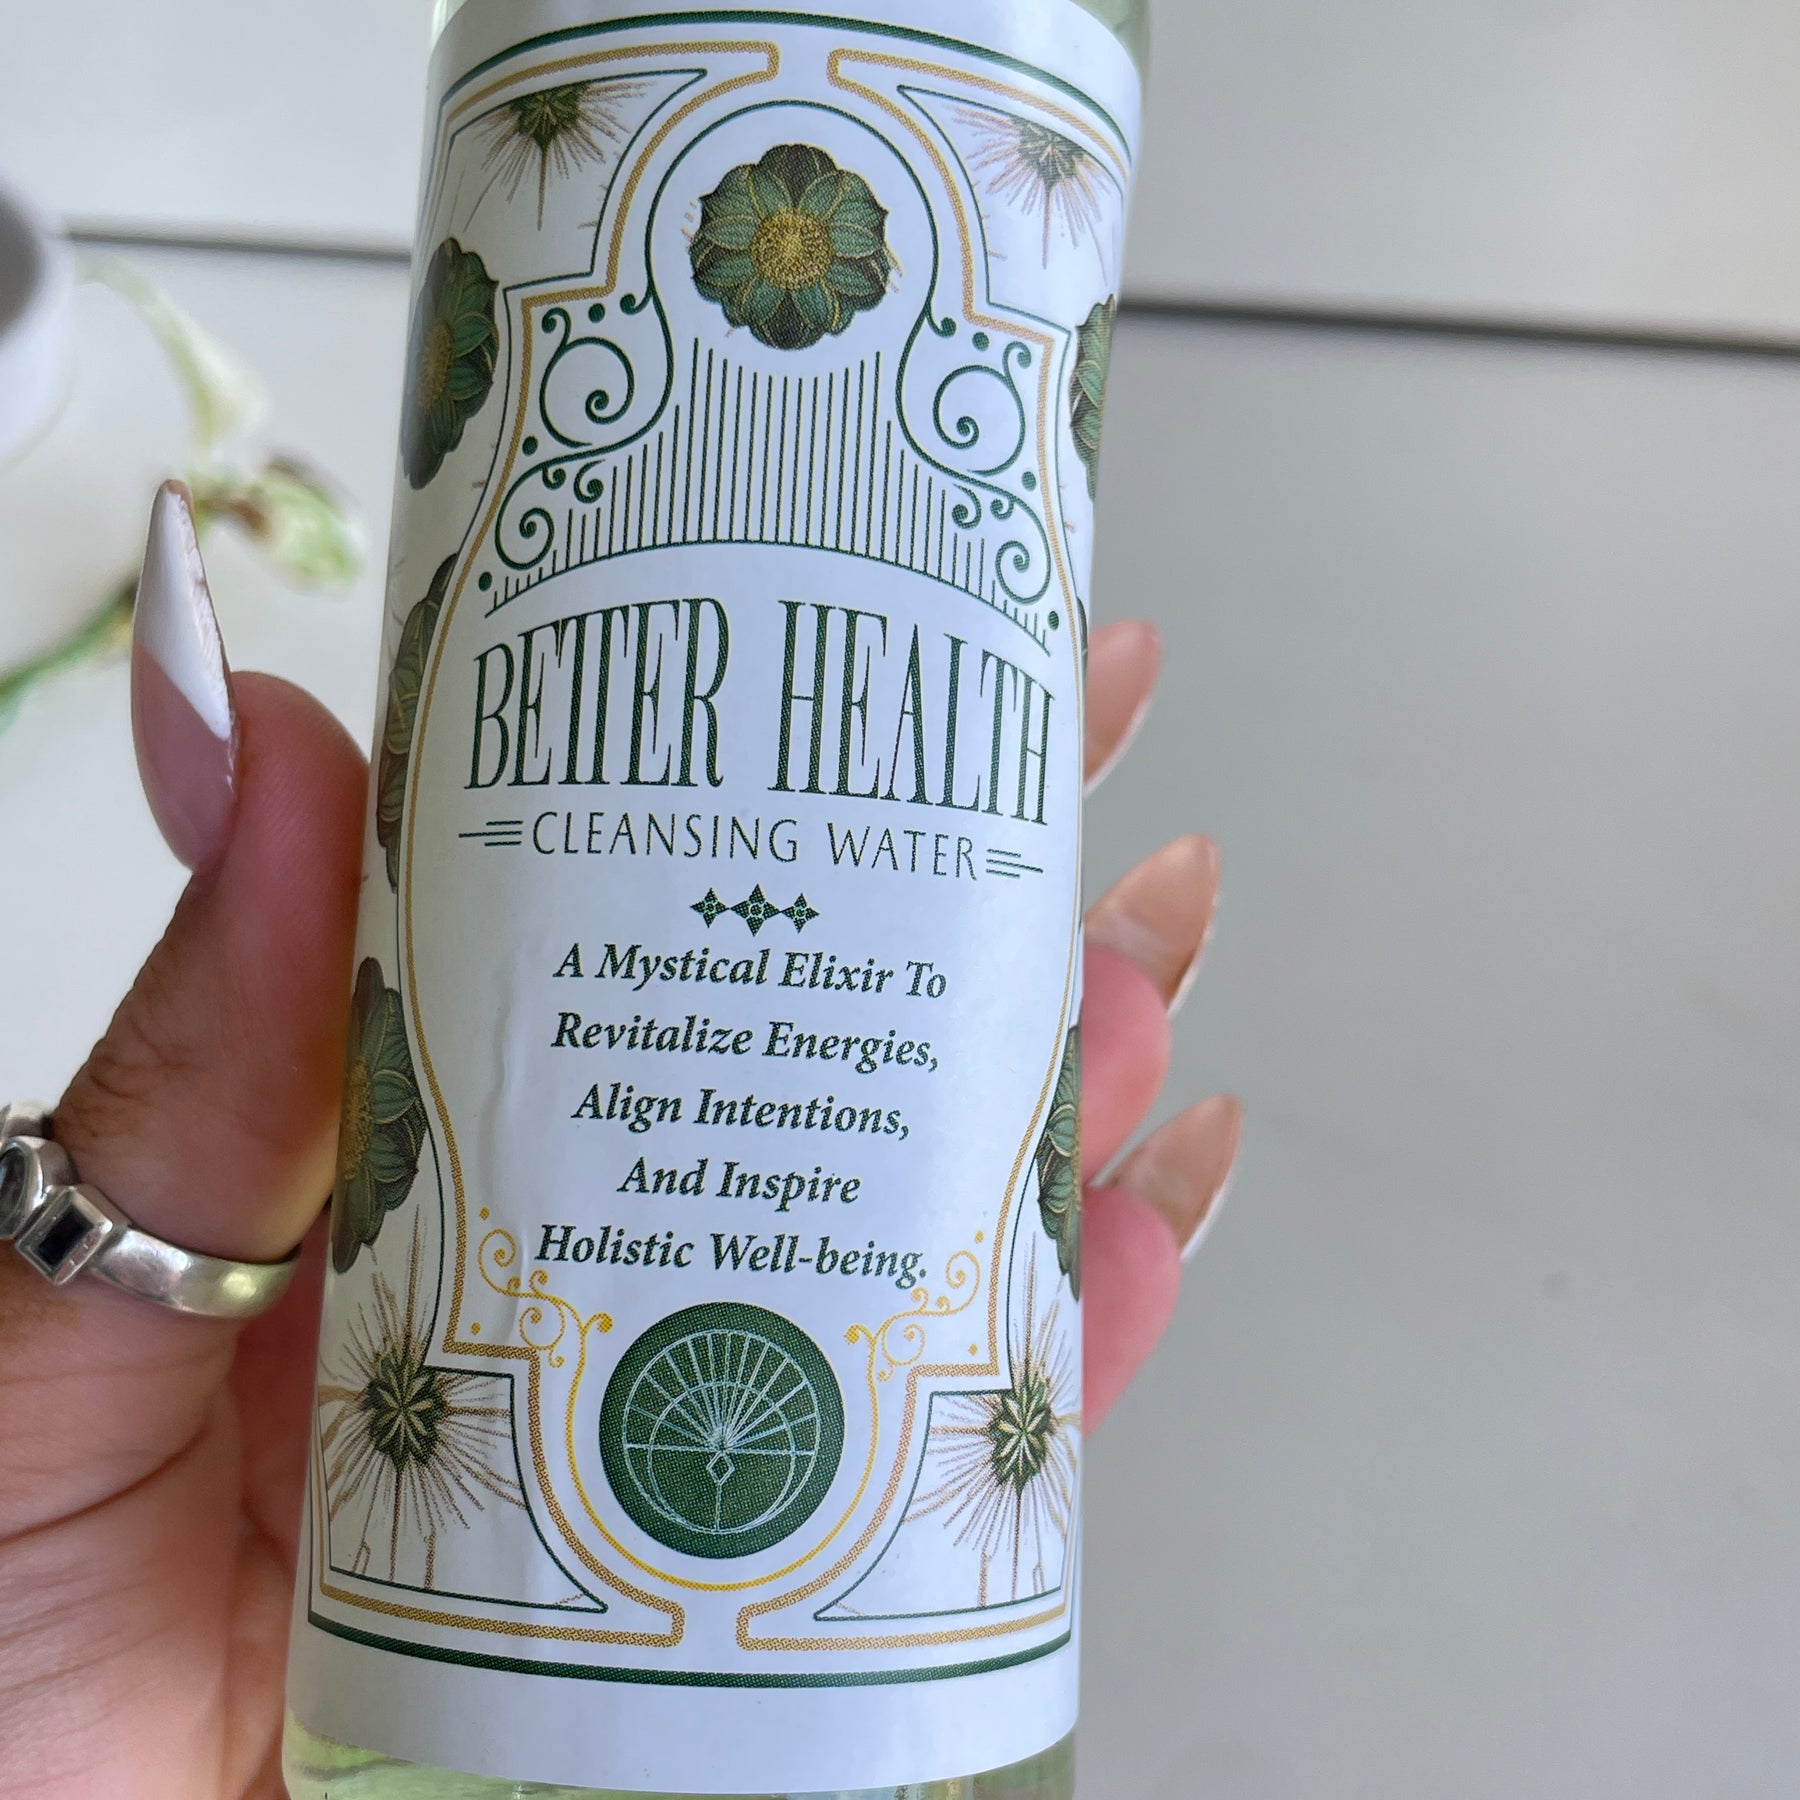 BETTER HEALTH
CLEANSING WATER
A Mystical Elixir To
Revitalize Energies,
Align Intentions,
And Inspire
Holistic Well-being.